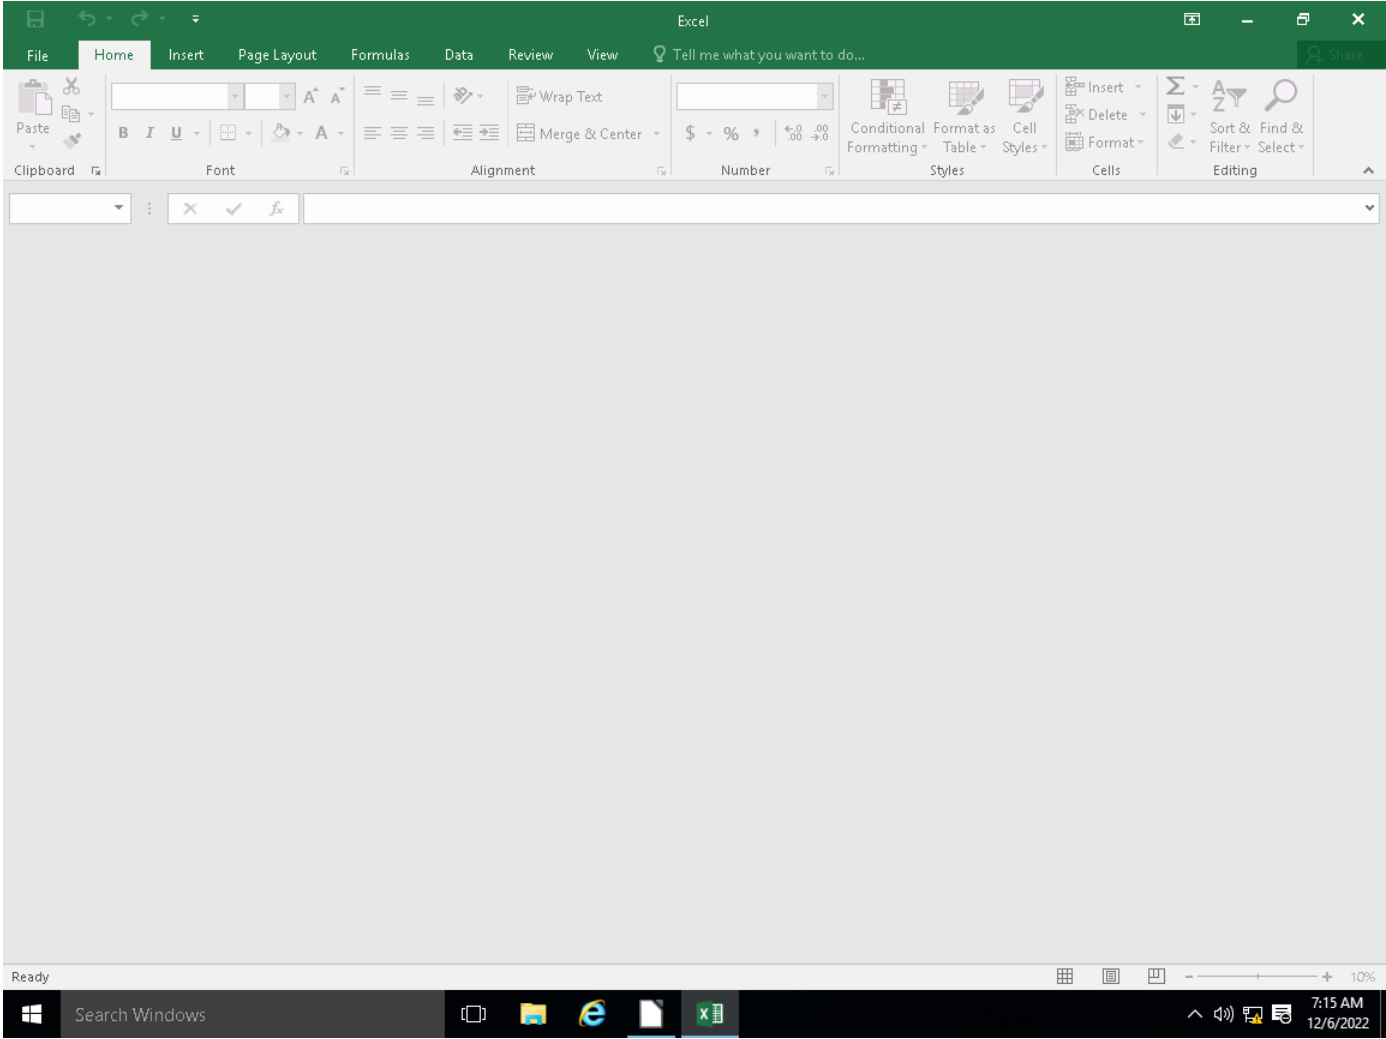 Excel
File Home Insert Page Layout Formulas Data Review View Tell me what you want to do... Share
Paste
Clipboard
B I U A
Font
Wrap Text
Merge & Center
Alignment
$ % ,
Number
Conditional Formatting
Format as Table
Cell Styles
Styles
Insert
Delete
Format
Cells
Sort & Filter
Find & Select
Editing
fx
Ready
10%
Search Windows
7:15 AM
12/6/2022